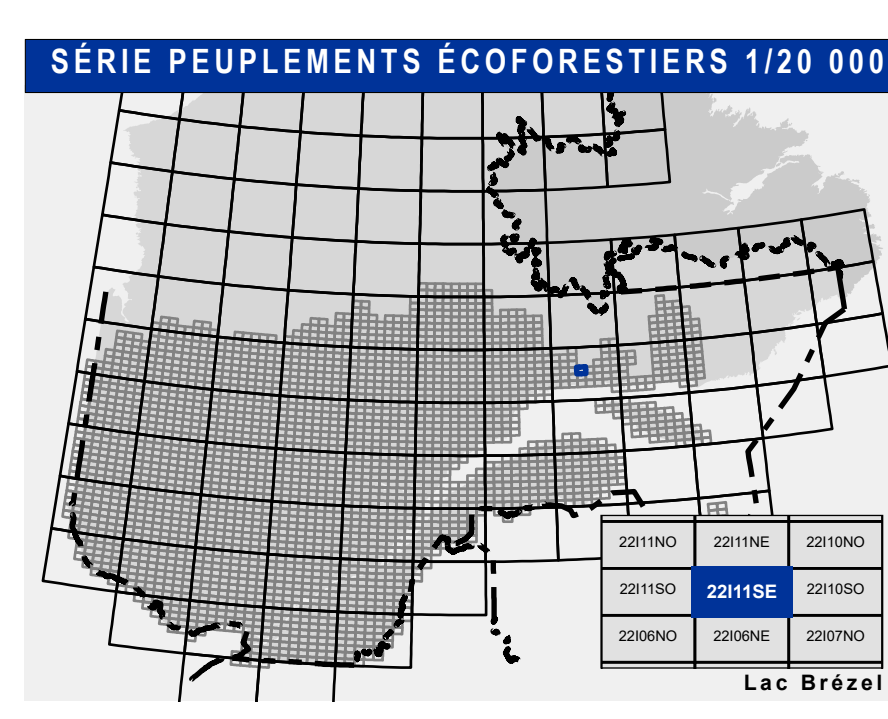 SÉRIE PEUPLEMENTS ÉCOFORESTIERS 1/20 000
22I11NO 22I11NE 22I10NO
22I11SO 22I11SE 22I10SO
22I06NO 22I06NE 22I07NO
Lac Brézel